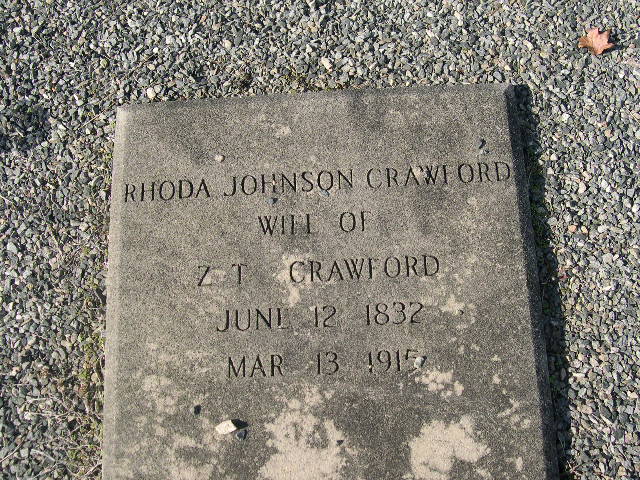 RHODA JOHNSON CRAWFORD
WIFE OF
Z T CRAWFORD
JUNE 12 1832
MAR 13 1915